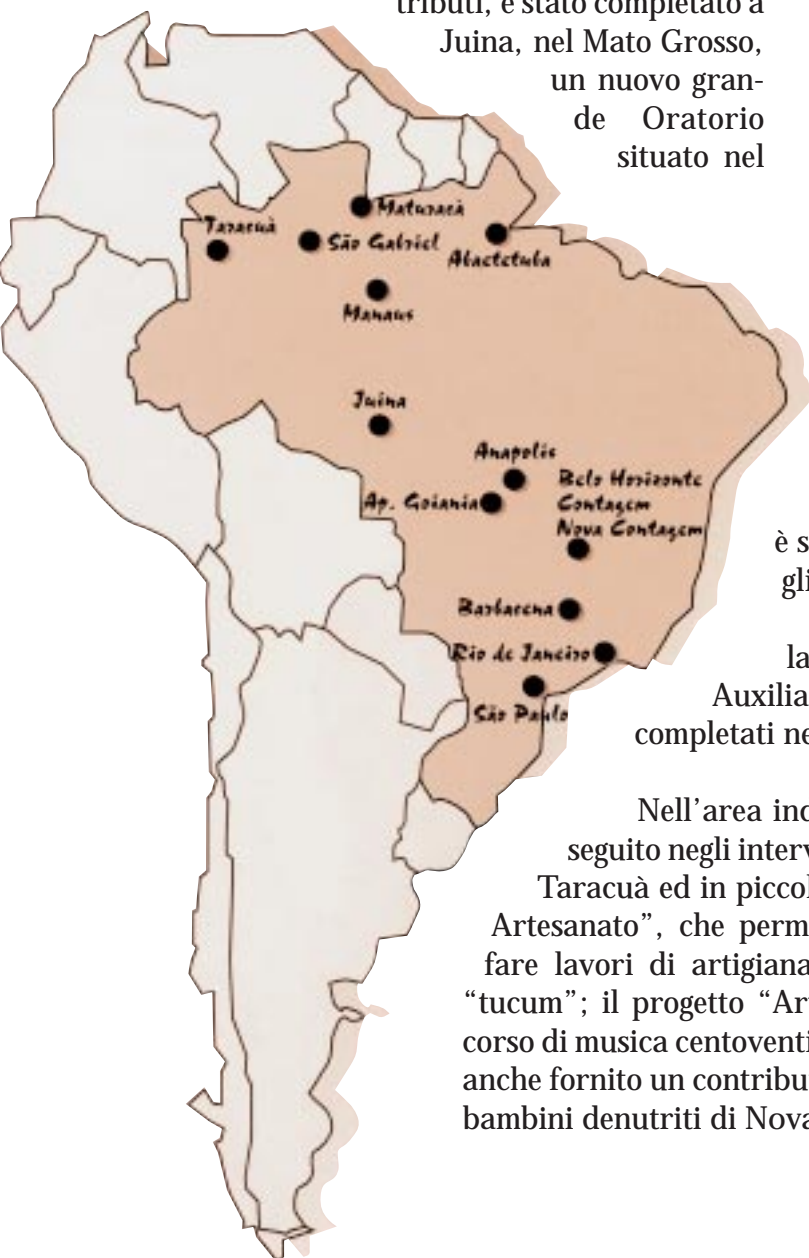 tributi, è stato completato a
Juina, nel Mato Grosso,
un nuovo gran-
de Oratorio
situato nel
Maturacà
Taracuà
São Gabriel
Abactetuba
Manaus
Juina
Anapolis
Belo Horizonte
Ap. Goiania
Contagem
Nova Contagem
è s
gli
Barbacena
Rio de Janeiro
la
Auxilia
São Paulo
completati ne
Nell'area ind
seguito negli interv
Taracuà ed in piccol
Artesanato”, che perm
fare lavori di artigiana
“tucum”; il progetto “Ar
corso di musica centoventi
anche fornito un contribu
bambini denutriti di Nova